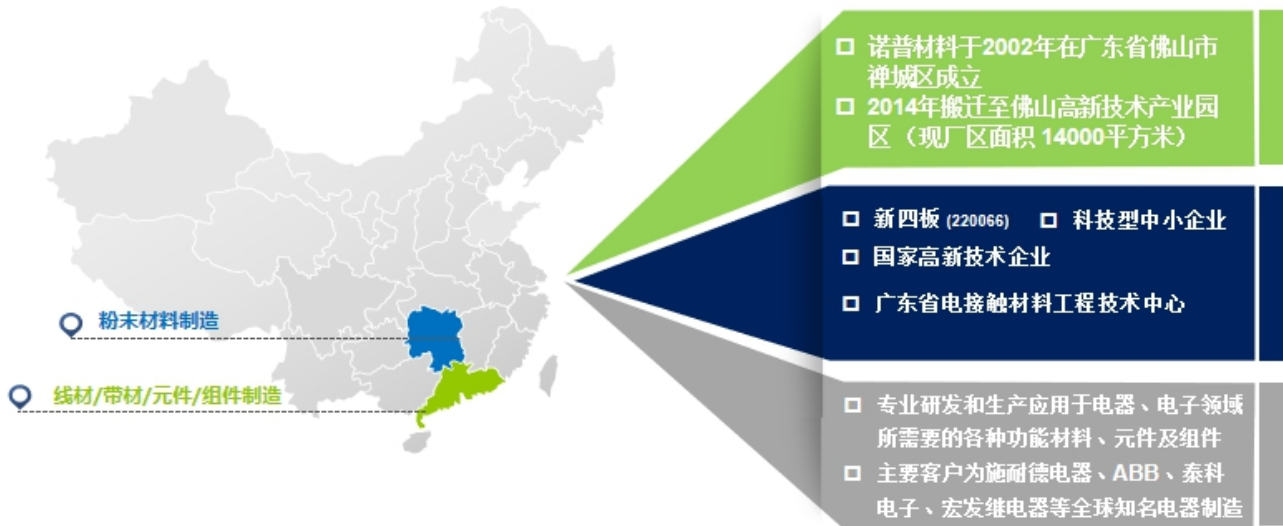 粉末材料制造
线材/带材/元件/组件制造
诺普材料于2002年在广东省佛山市
禅城区成立
2014年搬迁至佛山高新技术产业园
区（现厂区面积 14000平方米）
新四板 (220066) 科技型中小企业
国家高新技术企业
广东省电接触材料工程技术中心
专业研发和生产应用于电器、电子领域
所需要的各种功能材料、元件及组件
主要客户为施耐德电器、ABB、泰科
电子、宏发继电器等全球知名电器制造